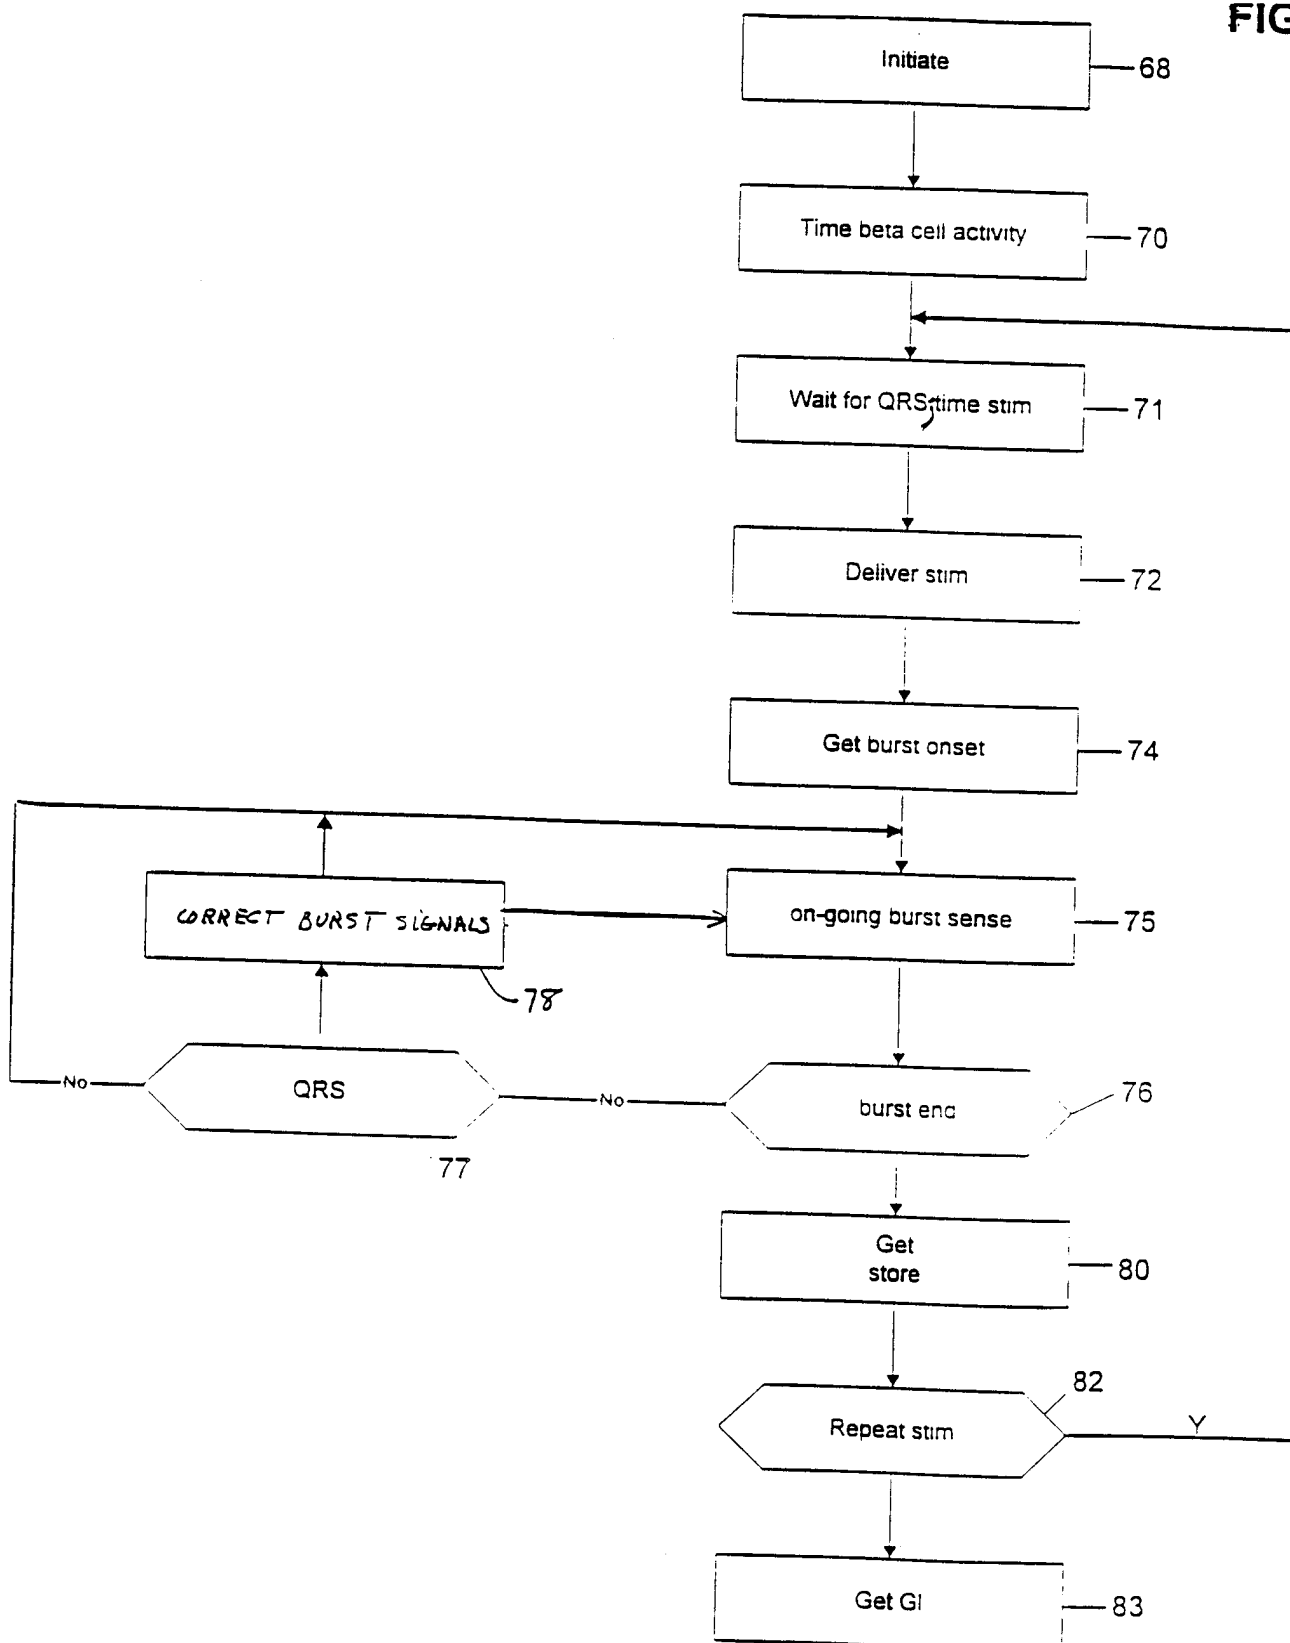 FIG
Initiate
68
Time beta cell activity
70
Wait for QRS, time stim
71
Deliver stim
72
Get burst onset
74
CORRECT BURST SIGNALS
78
on-going burst sense
75
No
QRS
77
No
burst end
76
Get
store
80
Repeat stim
82
Y
Get GI
83